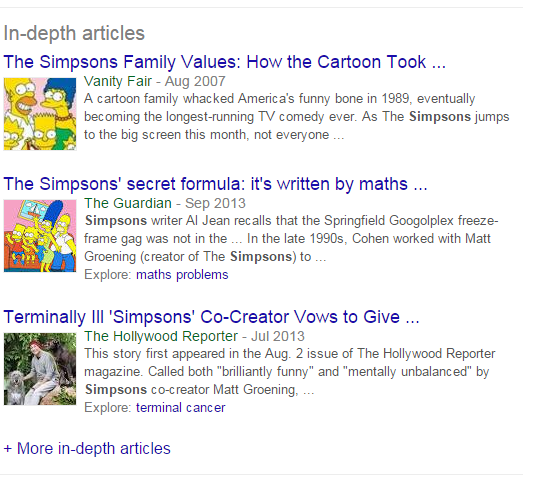 In-depth articles
The Simpsons Family Values: How the Cartoon Took ...
Vanity Fair - Aug 2007
A cartoon family whacked America's funny bone in 1989, eventually
becoming the longest-running TV comedy ever. As The Simpsons jumps
to the big screen this month, not everyone ...
The Simpsons' secret formula: it's written by maths ...
The Guardian - Sep 2013
Simpsons writer Al Jean recalls that the Springfield Googolplex freeze-
frame gag was not in the ... In the late 1990s, Cohen worked with Matt
Groening (creator of The Simpsons) to ...
Explore: maths problems
Terminally Ill 'Simpsons' Co-Creator Vows to Give ...
The Hollywood Reporter - Jul 2013
This story first appeared in the Aug. 2 issue of The Hollywood Reporter
magazine. Called both "brilliantly funny" and "mentally unbalanced" by
Simpsons co-creator Matt Groening, ...
Explore: terminal cancer
+ More in-depth articles